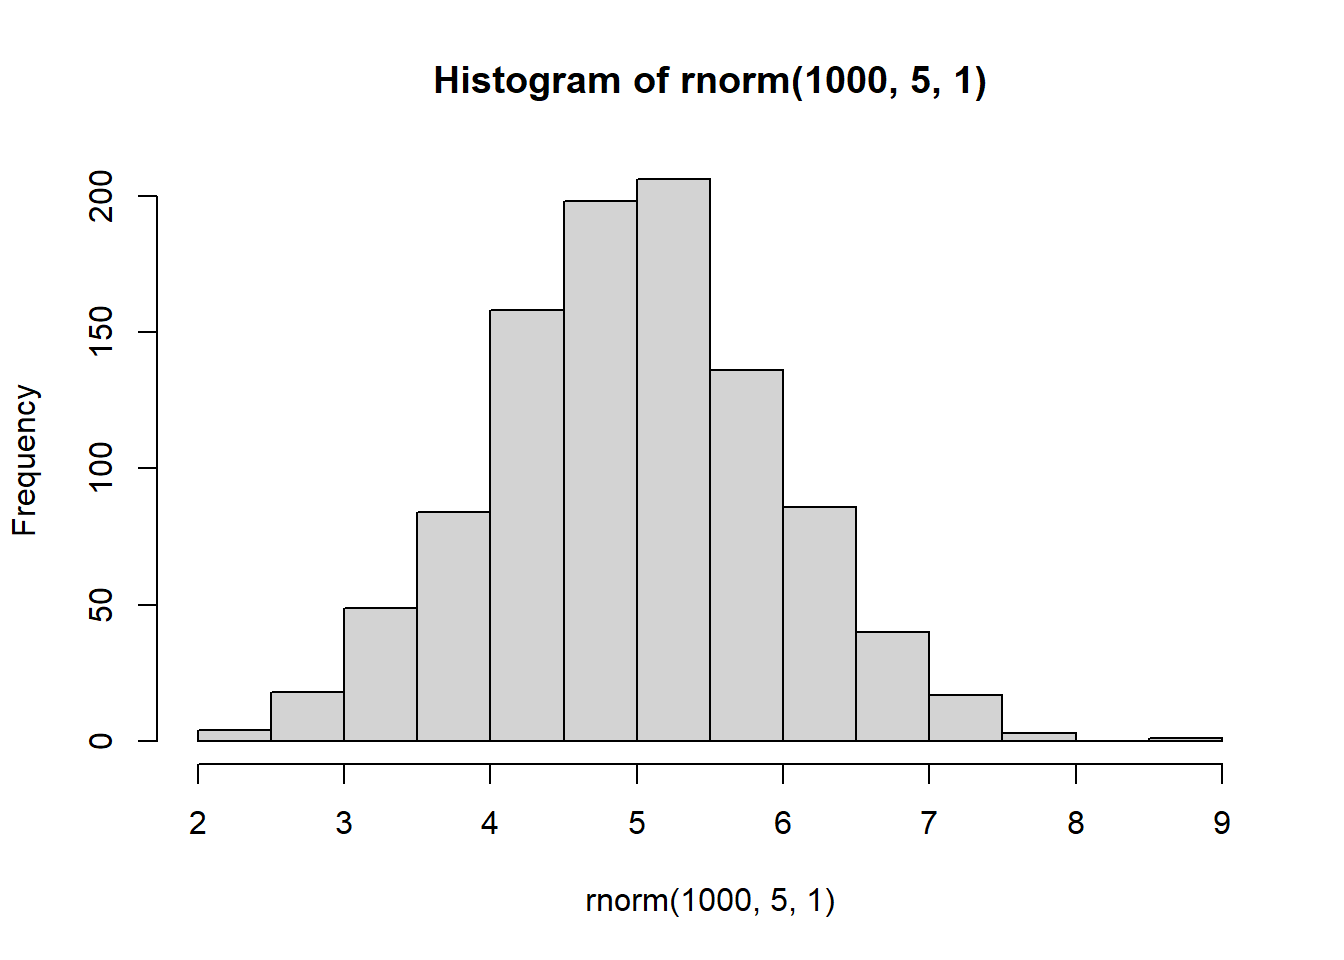 Histogram of rnorm(1000, 5, 1)
Frequency
200
150
100
50
0
2 3 4 5 6 7 8 9
rnorm(1000, 5, 1)